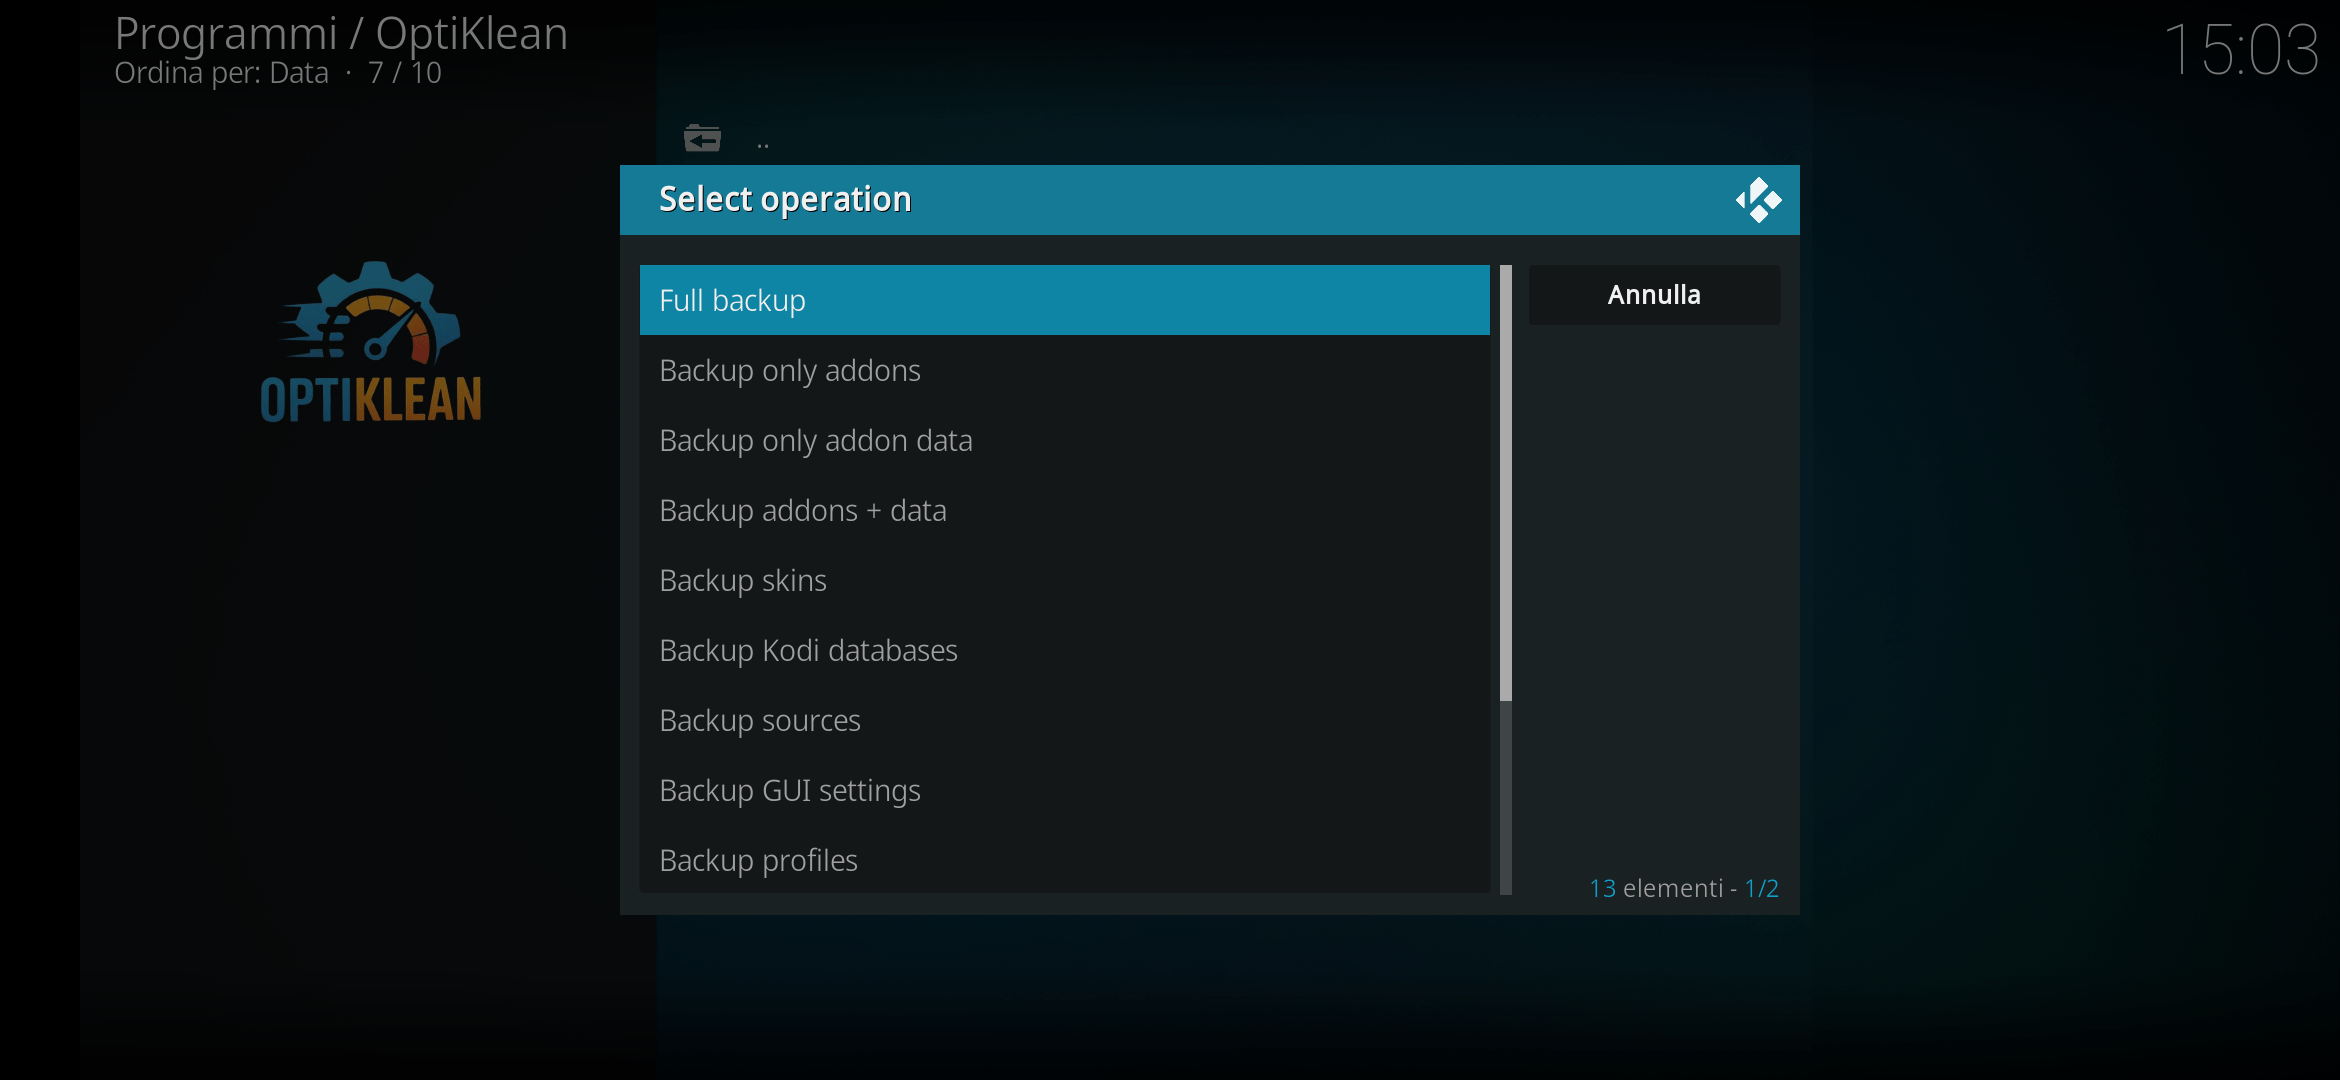 Programmi / OptiKlean
Ordina per: Data · 7 / 10
15:03
..
Select operation
Full backup
Annulla
Backup only addons
Backup only addon data
Backup addons + data
Backup skins
Backup Kodi databases
Backup sources
Backup GUI settings
Backup profiles
13 elementi - 1/2
OPTIKLEAN